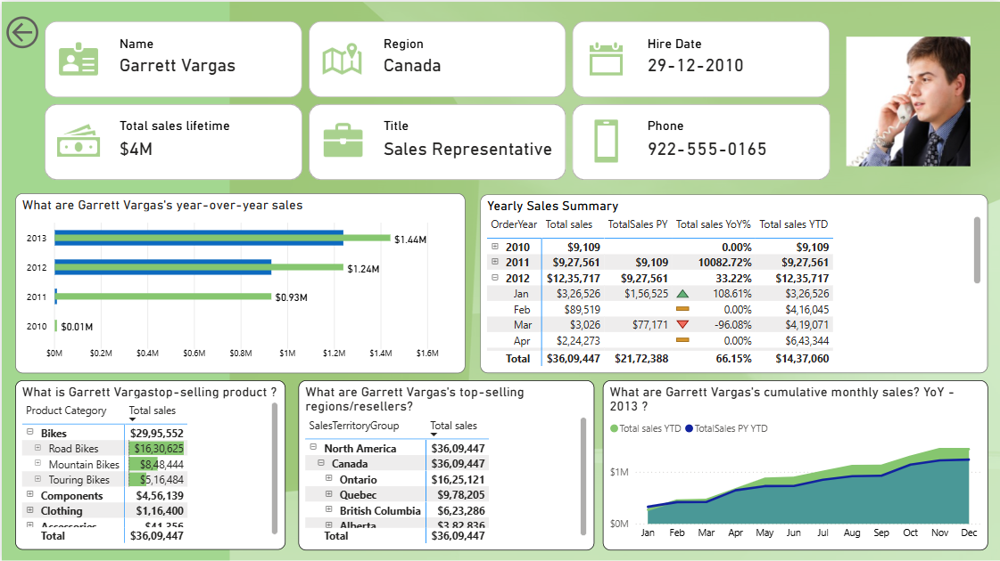 Name
Garrett Vargas
Region
Canada
Hire Date
29-12-2010
Total sales lifetime
$4M
Title
Sales Representative
Phone
922-555-0165
What are Garrett Vargas's year-over-year sales
2013 $1.44M
2012 $1.24M
2011 $0.93M
2010 $0.01M
$0M $0.2M $0.4M $0.6M $0.8M $1M $1.2M $1.4M $1.6M
Yearly Sales Summary
OrderYear Total sales TotalSales PY Total sales YoY% Total sales YTD
2010 $9,109 0.00% $9,109
2011 $9,27,561 $9,109 10082.72% $9,27,561
2012 $12,35,717 $9,27,561 33.22% $12,35,717
Jan $3,26,526 $1,56,525 108.61% $3,26,526
Feb $89,519 0.00% $4,16,045
Mar $3,026 $77,171 -96.08% $4,19,071
Apr $2,24,273 0.00% $6,43,344
Total $36,09,447 $21,72,388 66.15% $14,37,060
What is Garrett Vargastop-selling product ?
Product Category Total sales
Bikes $29,95,552
Road Bikes $16,30,625
Mountain Bikes $8,48,444
Touring Bikes $5,16,484
Components $4,56,139
Clothing $1,16,400
Accessories $41,356
Total $36,09,447
What are Garrett Vargas's top-selling
regions/resellers?
SalesTerritoryGroup Total sales
North America $36,09,447
Canada $36,09,447
Ontario $16,25,121
Quebec $9,78,205
British Columbia $6,23,286
Alberta $3,82,836
Total $36,09,447
What are Garrett Vargas's cumulative monthly sales? YoY -
2013 ?
Total sales YTD TotalSales PY YTD
$1M
$0M
Jan Feb Mar Apr May Jun Jul Aug Sep Oct Nov Dec